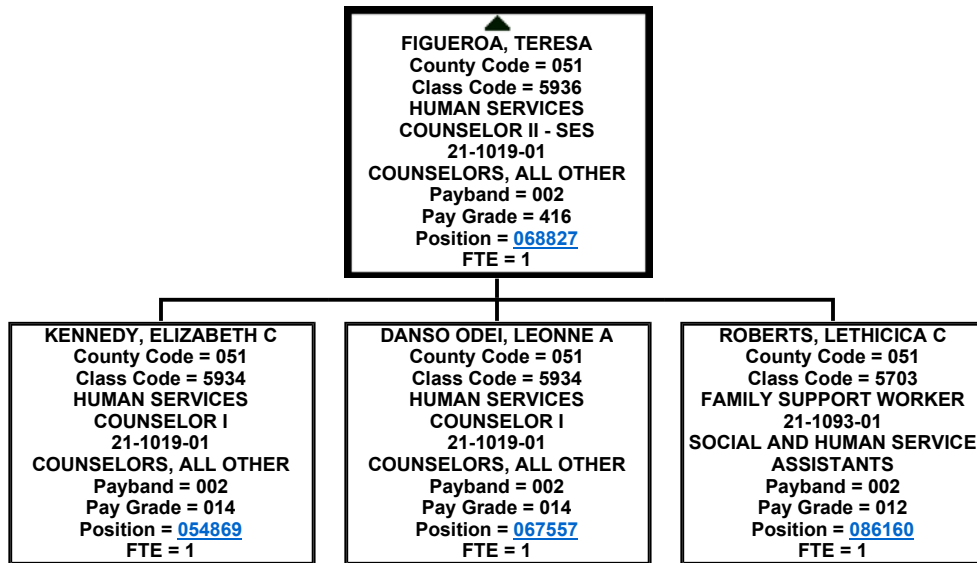 FIGUEROA, TERESA
County Code = 051
Class Code = 5936
HUMAN SERVICES
COUNSELOR II - SES
21-1019-01
COUNSELORS, ALL OTHER
Payband = 002
Pay Grade = 416
Position = 068827
FTE = 1
KENNEDY, ELIZABETH C
County Code = 051
Class Code = 5934
HUMAN SERVICES
COUNSELOR I
21-1019-01
COUNSELORS, ALL OTHER
Payband = 002
Pay Grade = 014
Position = 054869
FTE = 1
DANSO ODEI, LEONNE A
County Code = 051
Class Code = 5934
HUMAN SERVICES
COUNSELOR I
21-1019-01
COUNSELORS, ALL OTHER
Payband = 002
Pay Grade = 014
Position = 067557
FTE = 1
ROBERTS, LETHICICA C
County Code = 051
Class Code = 5703
FAMILY SUPPORT WORKER
21-1093-01
SOCIAL AND HUMAN SERVICE
ASSISTANTS
Payband = 002
Pay Grade = 012
Position = 086160
FTE = 1